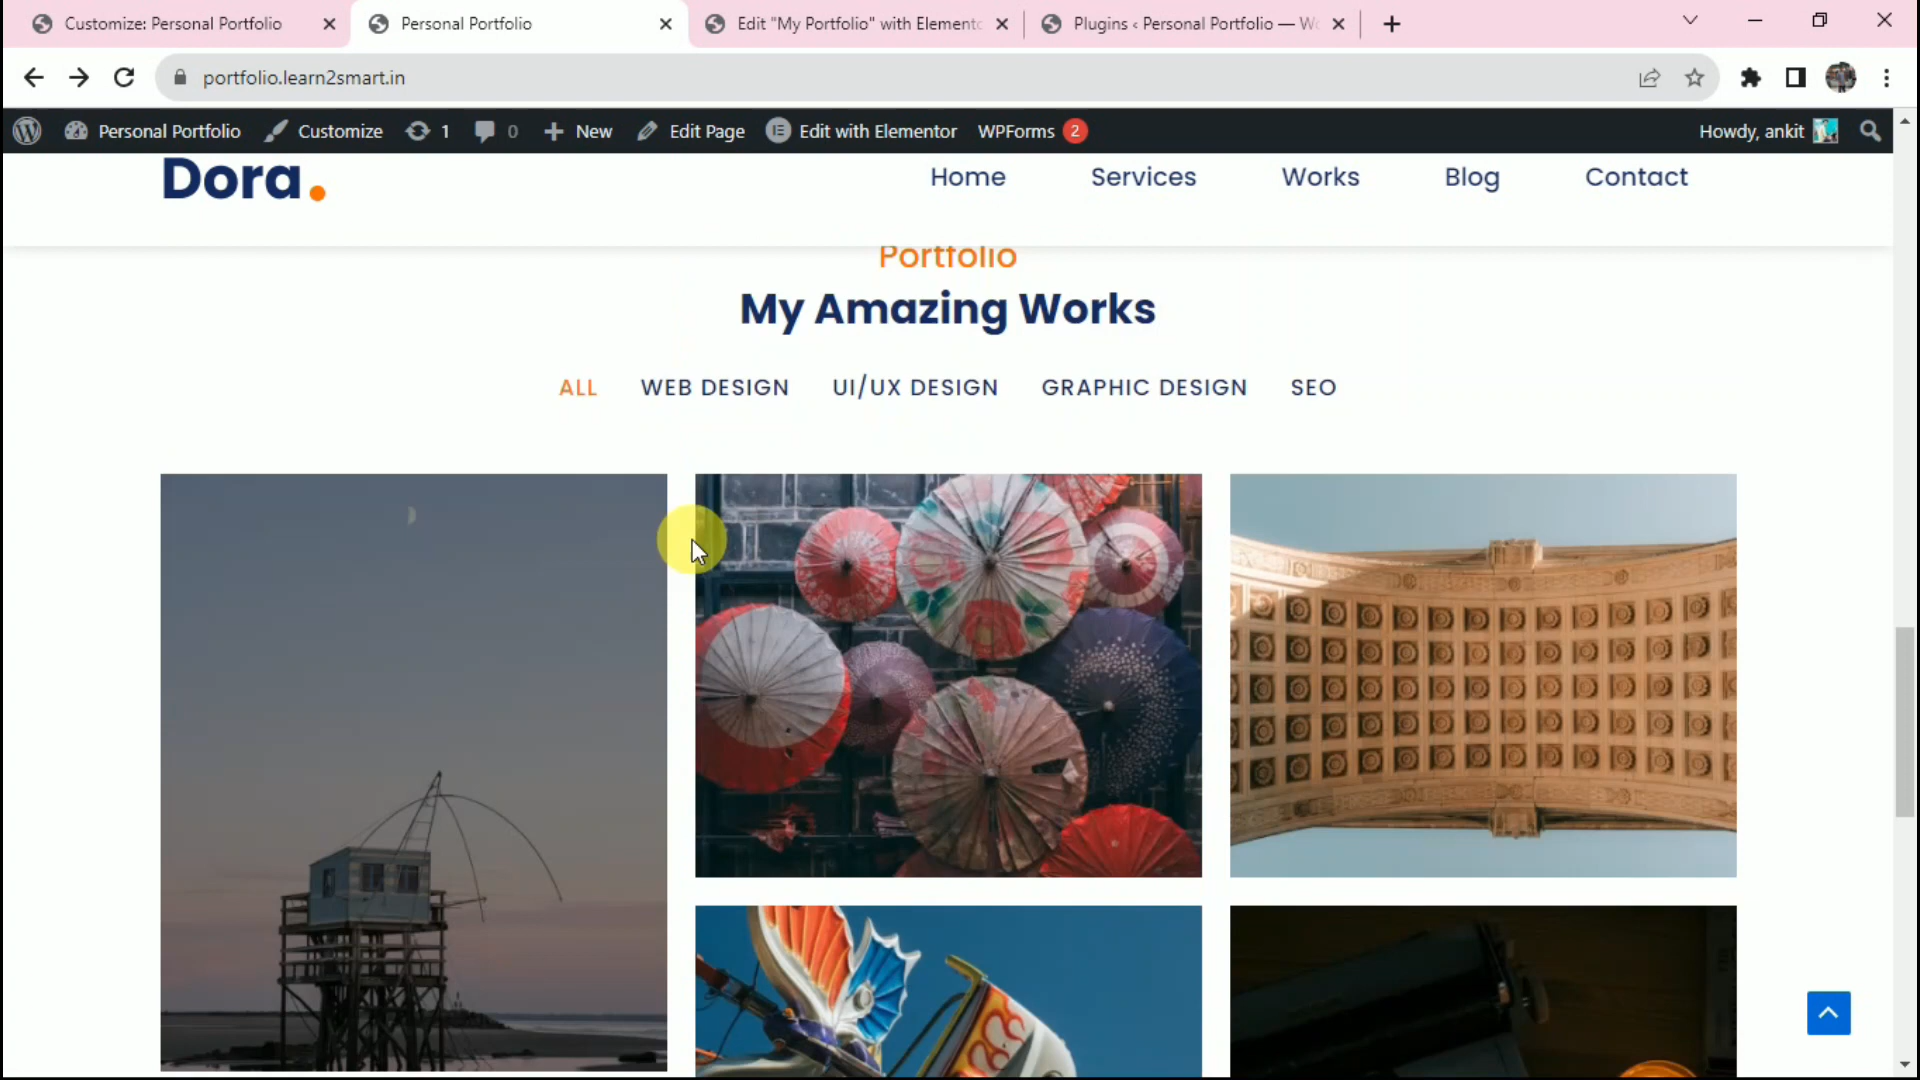 Customize: Personal Portfolio
Personal Portfolio
Edit "My Portfolio" with Elemento
Plugins ‹ Personal Portfolio — Wo
portfolio.learn2smart.in
Personal Portfolio
Customize
1
0
New
Edit Page
Edit with Elementor
WPForms 2
Howdy, ankit
Dora.
Home
Services
Works
Blog
Contact
Portfolio
My Amazing Works
ALL
WEB DESIGN
UI/UX DESIGN
GRAPHIC DESIGN
SEO